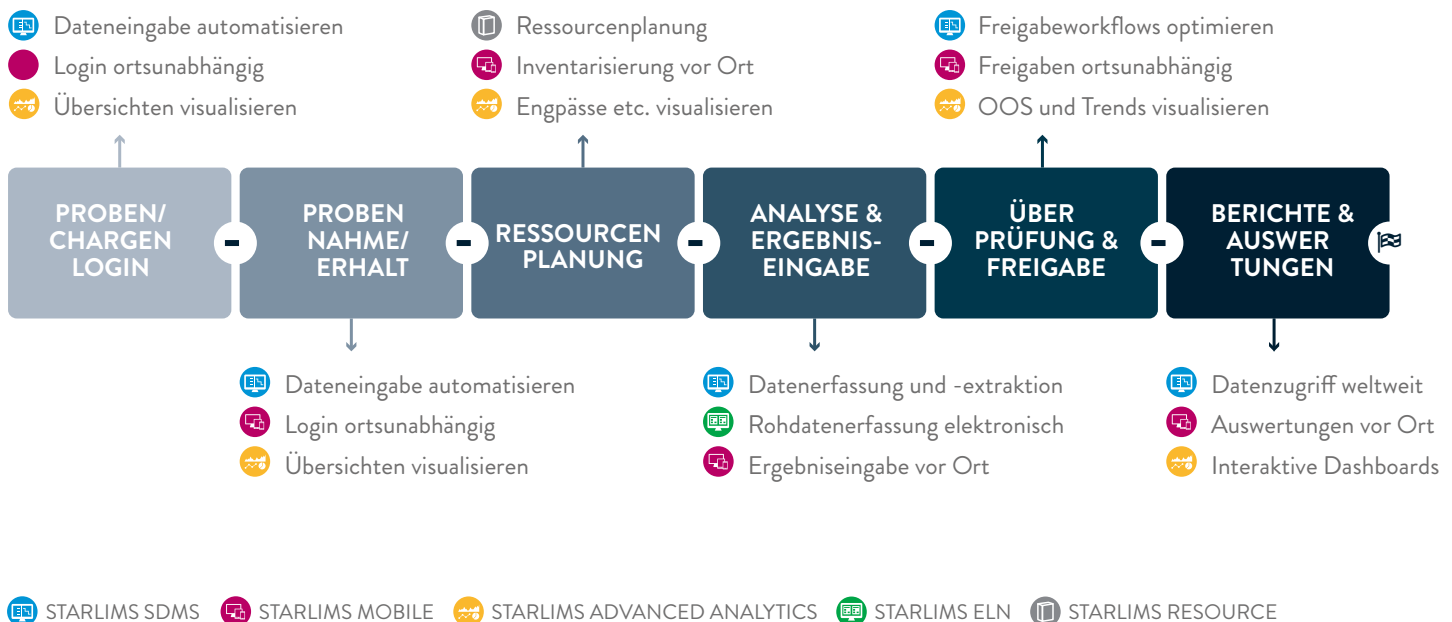 Dateneingabe automatisieren
Login ortsunabhängig
Übersichten visualisieren
Ressourcenplanung
Inventarisierung vor Ort
Engpässe etc. visualisieren
Freigabeworkflows optimieren
Freigaben ortsunabhängig
OOS und Trends visualisieren
PROBEN/
CHARGEN
LOGIN
-
PROBEN
NAHME/
ERHALT
-
RESSOURCEN
PLANUNG
-
ANALYSE &
ERGEBNIS-
EINGABE
-
ÜBER
PRÜFUNG &
FREIGABE
-
BERICHTE &
AUSWER
TUNGEN
Dateneingabe automatisieren
Login ortsunabhängig
Übersichten visualisieren
Datenerfassung und -extraktion
Rohdatenerfassung elektronisch
Ergebniseingabe vor Ort
Datenzugriff weltweit
Auswertungen vor Ort
Interaktive Dashboards
STARLIMS SDMS STARLIMS MOBILE STARLIMS ADVANCED ANALYTICS STARLIMS ELN STARLIMS RESOURCE